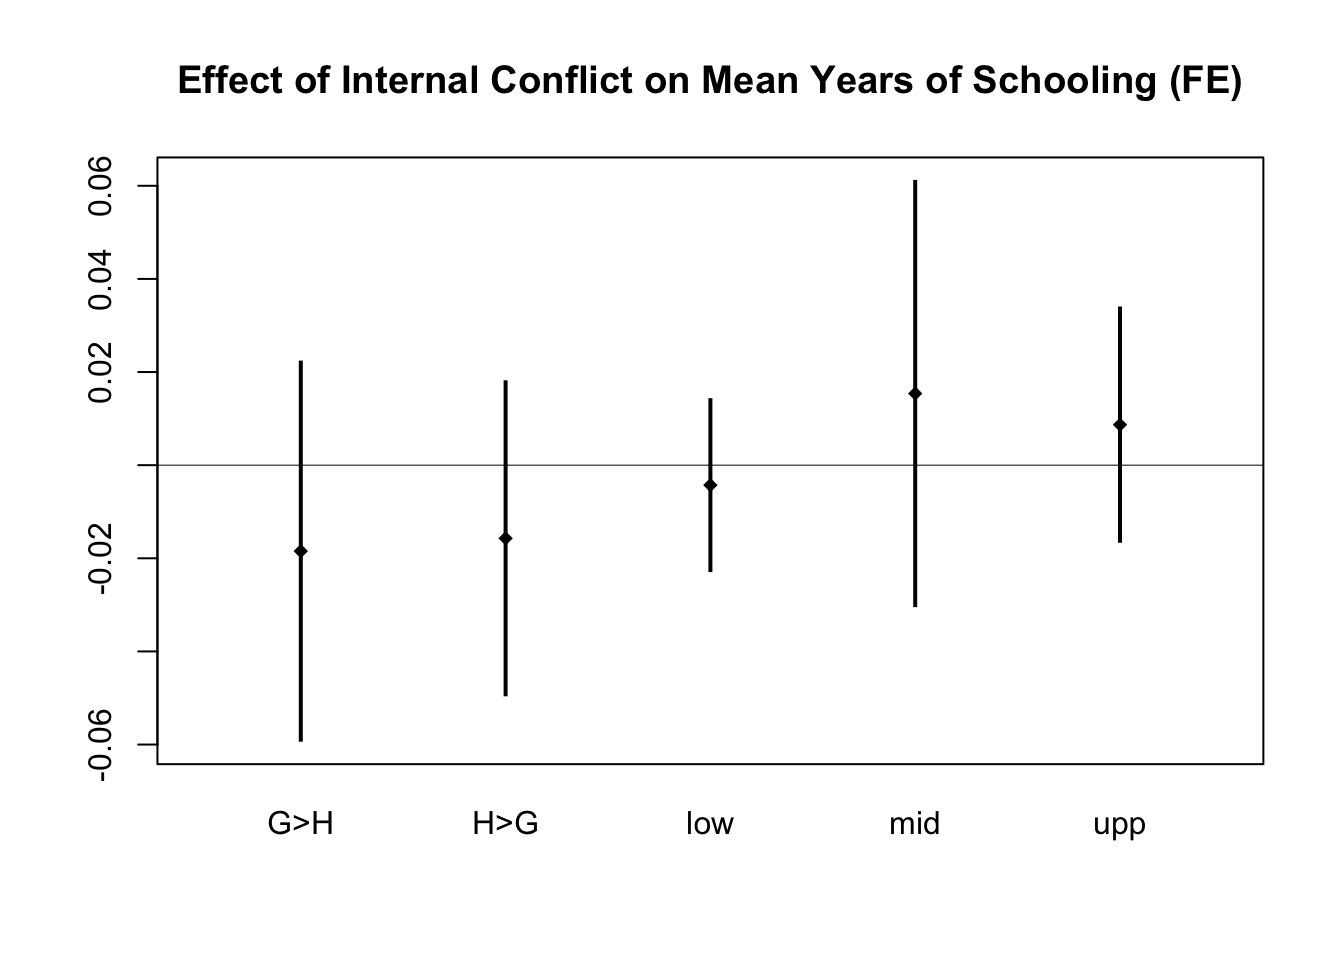 Effect of Internal Conflict on Mean Years of Schooling (FE)
0.06
0.04
0.02
-0.02
-0.06
G>H H>G low mid upp